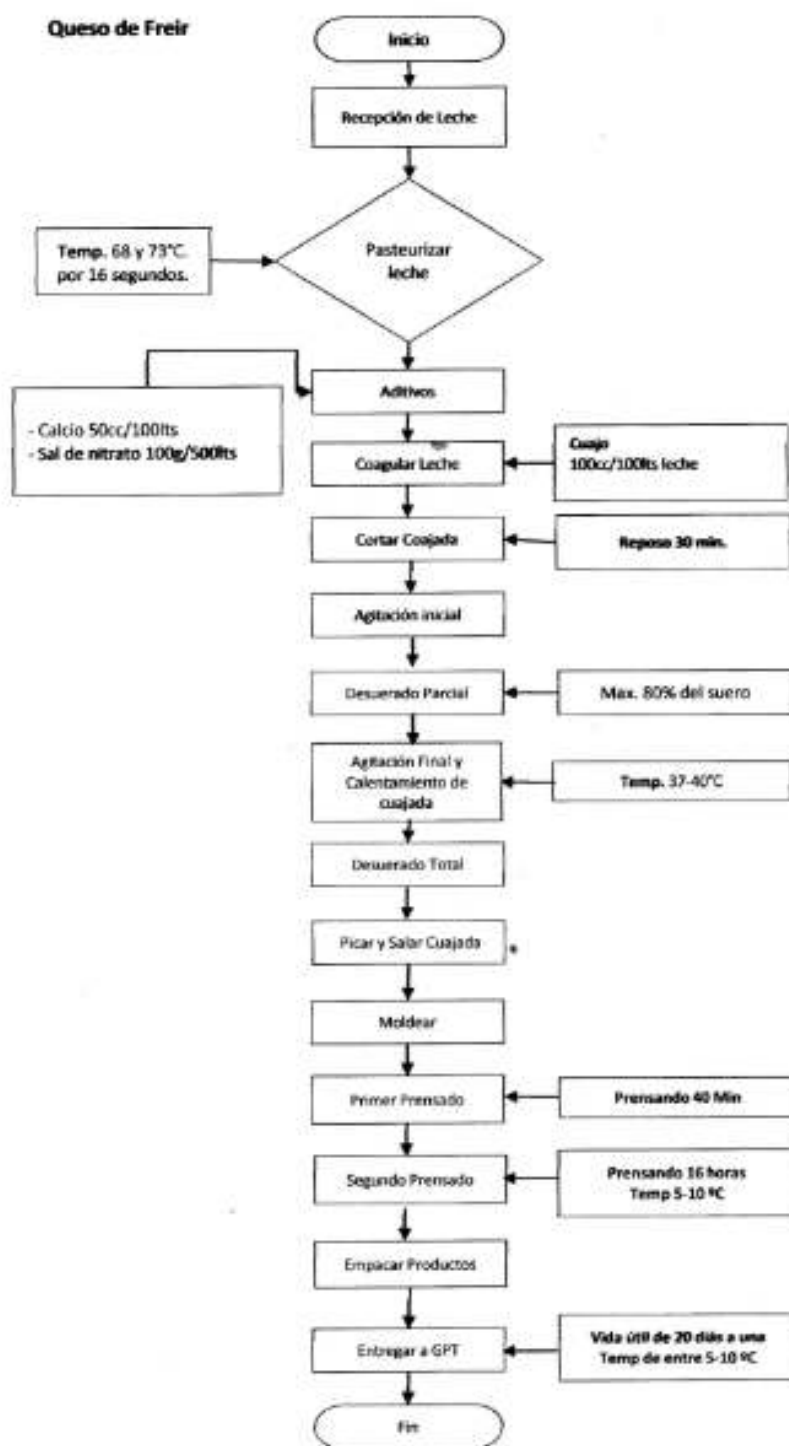 Queso de Freir
Inicio
Recepción de Leche
Temp. 68 y 73°C.
por 16 segundos.
Pasteurizar
leche
Aditivos
- Calcio 50cc/100lts
- Sal de nitrato 100g/500lts
Coagular Leche
Cuajo
100cc/100lts leche
Cortar Coajada
Reposo 30 min.
Agitación inicial
Desuerado Parcial
Max. 80% del suero
Agitación Final y
Calentamiento de
cuajada
Temp. 37-40°C
Desuerado Total
Picar y Salar Cuajada
Moldear
Primer Prensado
Prensando 40 Min
Segundo Prensado
Prensando 16 horas
Temp 5-10 ºC
Empacar Productos
Entregar a GPT
Vida útil de 20 diás a una
Temp de entre 5-10 ºC
Fin